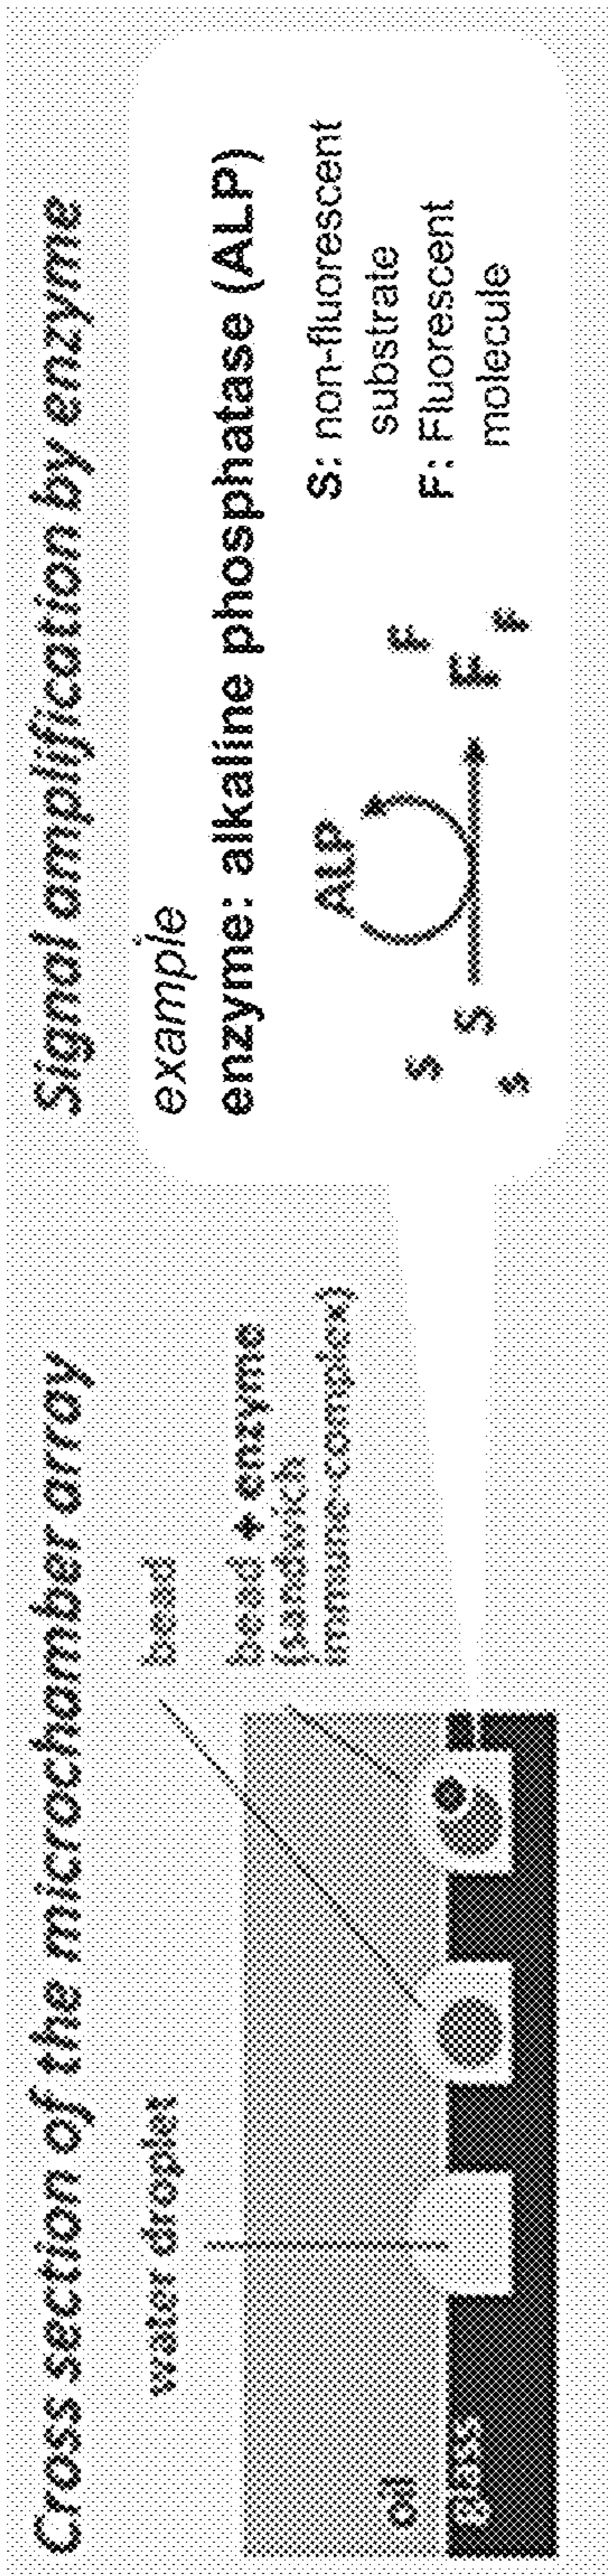 Cross section of the microchamber array
water droplet
bead
bead + enzyme
(sandwich
immune-complex)
oil
glass
Signal amplification by enzyme
example
enzyme: alkaline phosphatase (ALP)
ALP
S
S
S
F
F
F
S: non-fluorescent
substrate
F: Fluorescent
molecule